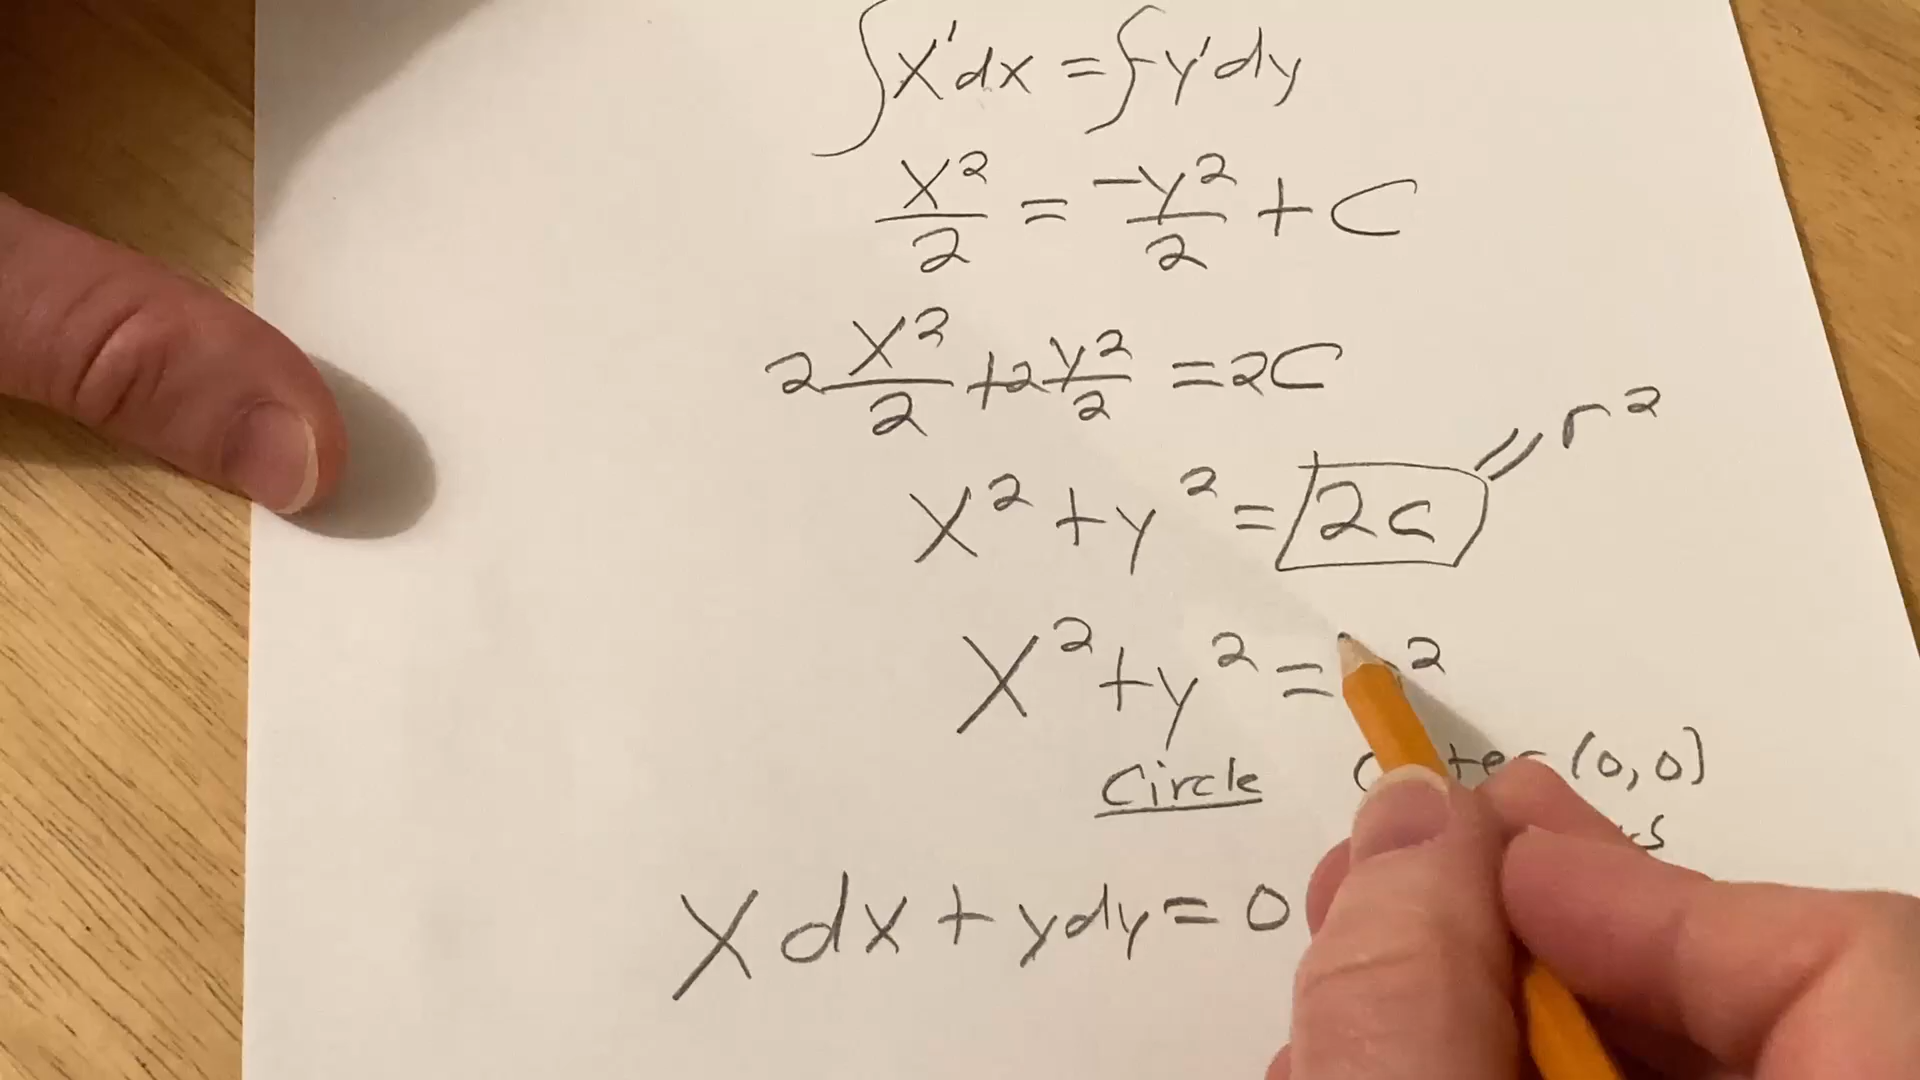 ∫x'dx = ∫-y'dy
x²/2 = -y²/2 + C
2 x²/2 + 2 y²/2 = 2C
x² + y² = 2C = r²
x² + y² =
Circle (0,0)
x dx + y dy = 0